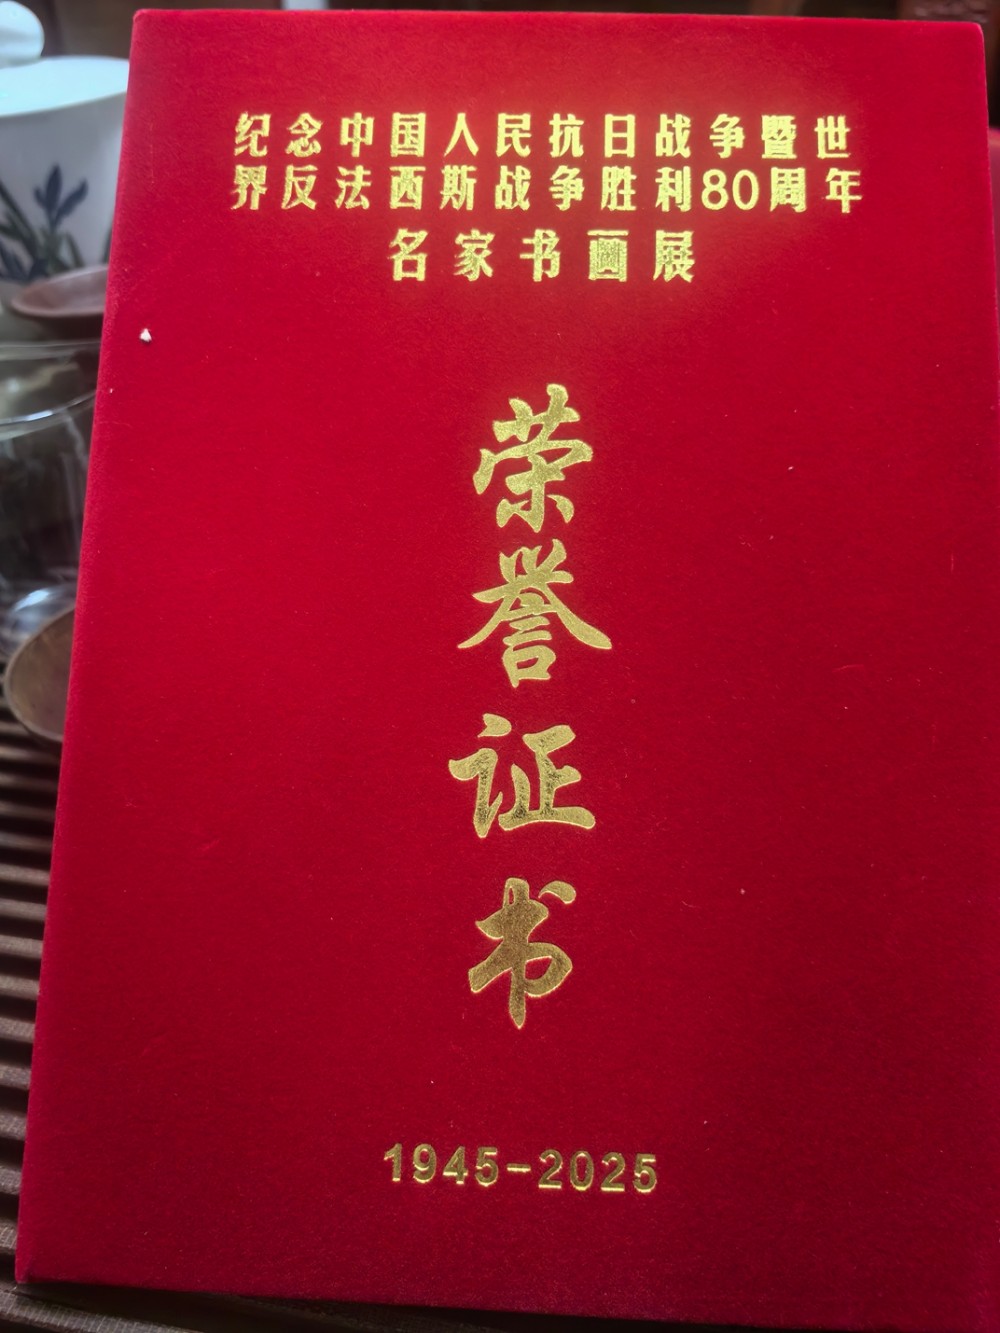 纪念中国人民抗日战争暨世
界反法西斯战争胜利80周年
名家书画展
荣誉证书
1945-2025